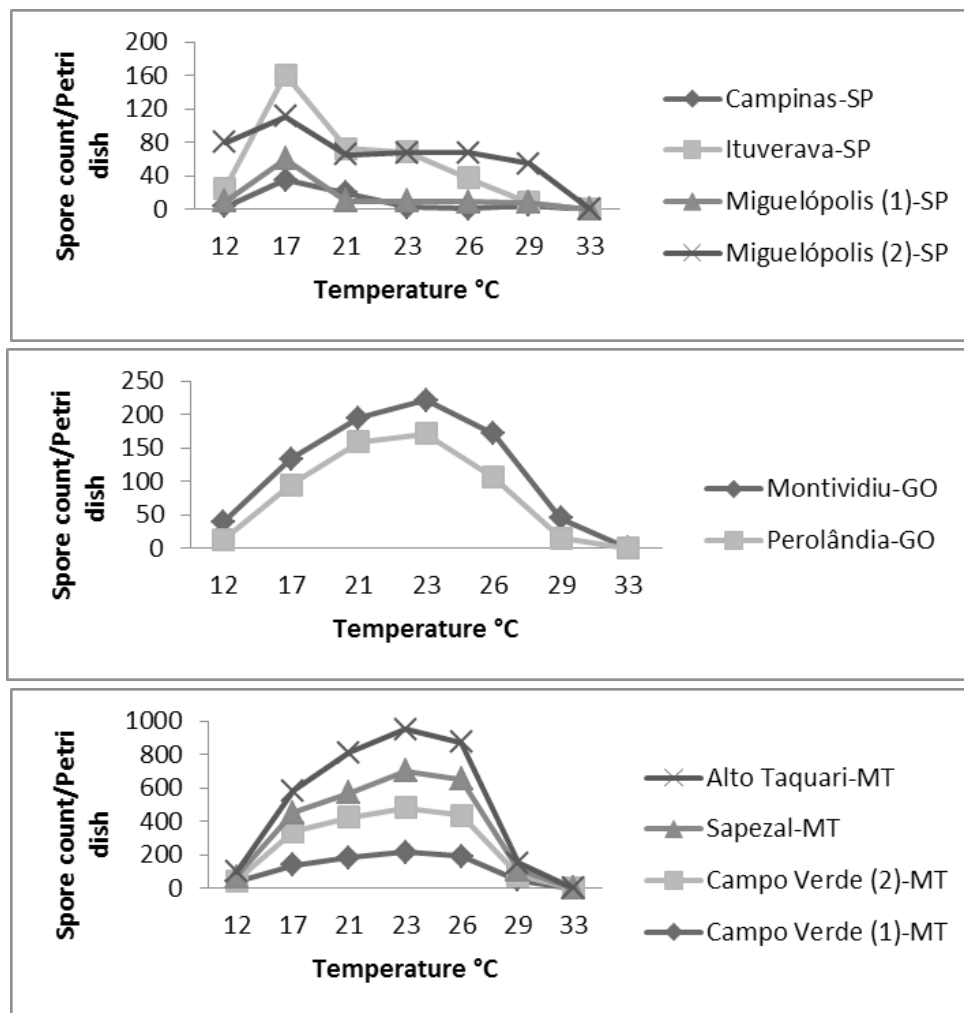 200
160
120
80
40
0
Spore count/Petri
dish
12 17 21 23 26 29 33
Temperature °C
Campinas-SP
Ituverava-SP
Miguelópolis (1)-SP
Miguelópolis (2)-SP
250
200
150
100
50
0
Spore count/Petri
dish
12 17 21 23 26 29 33
Temperature °C
Montividiu-GO
Perolândia-GO
1000
800
600
400
200
0
Spore count/Petri
dish
12 17 21 23 26 29 33
Temperature °C
Alto Taquari-MT
Sapezal-MT
Campo Verde (2)-MT
Campo Verde (1)-MT